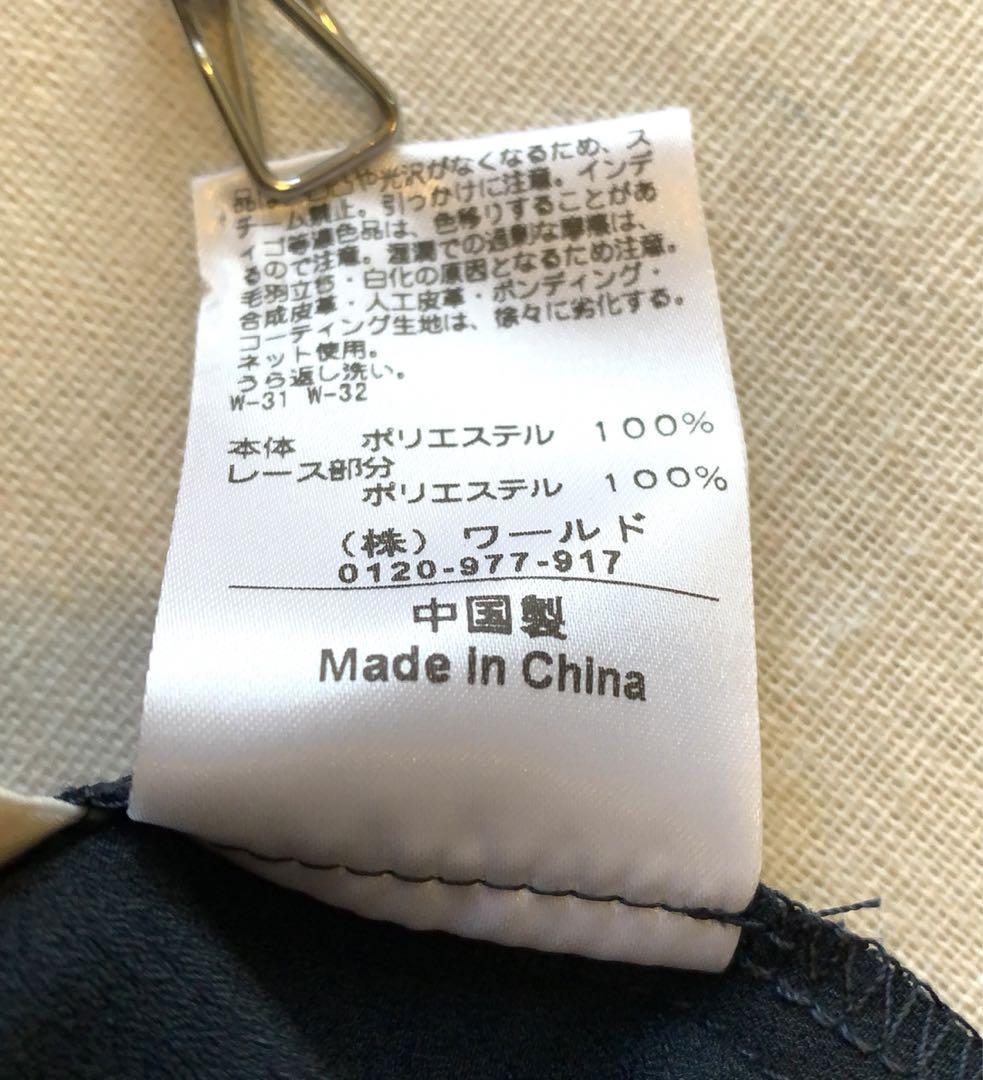 品は、凸凹や光沢がなくなるため、ス
チーム禁止。引っかけに注意。インデ
ィゴ等濃色品は、色移りすることがあ
るので注意。湿潤での過剰な摩擦は、
毛羽立ち・白化の原因となるため注意。
合成皮革・人工皮革・ボンディング・
コーティング生地は、徐々に劣化する。
ネット使用。
うら返し洗い。
W-31 W-32
本体 ポリエステル 100%
レース部分
ポリエステル 100%
(株) ワールド
0120-977-917
中国製
Made In China